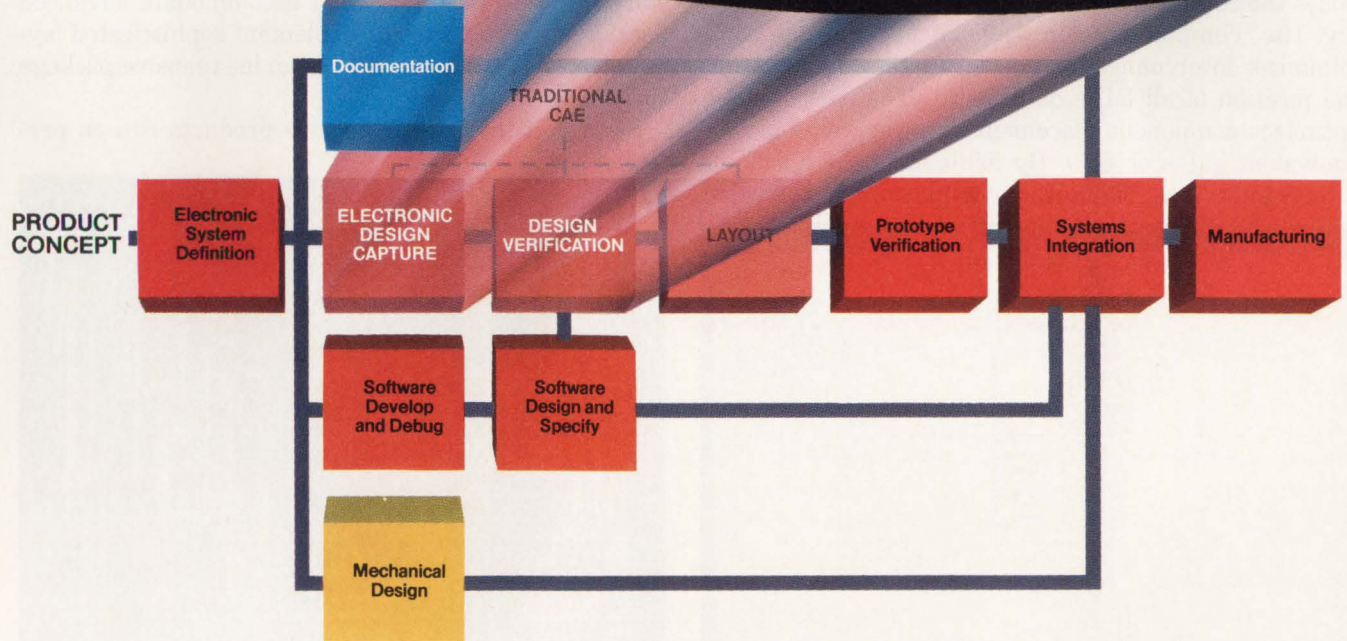 Documentation
TRADITIONAL
CAE
PRODUCT
CONCEPT
Electronic
System
Definition
ELECTRONIC
DESIGN
CAPTURE
DESIGN
VERIFICATION
LAYOUT
Prototype
Verification
Systems
Integration
Manufacturing
Software
Develop
and Debug
Software
Design and
Specify
Mechanical
Design